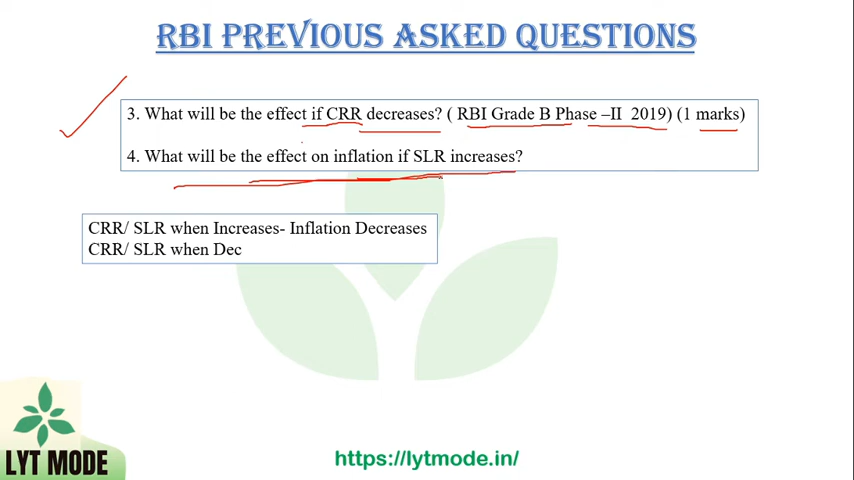 RBI PREVIOUS ASKED QUESTIONS
3. What will be the effect if CRR decreases? ( RBI Grade B Phase –II 2019) (1 marks)
4. What will be the effect on inflation if SLR increases?
CRR/ SLR when Increases- Inflation Decreases
CRR/ SLR when Dec
LYT MODE
https://lytmode.in/